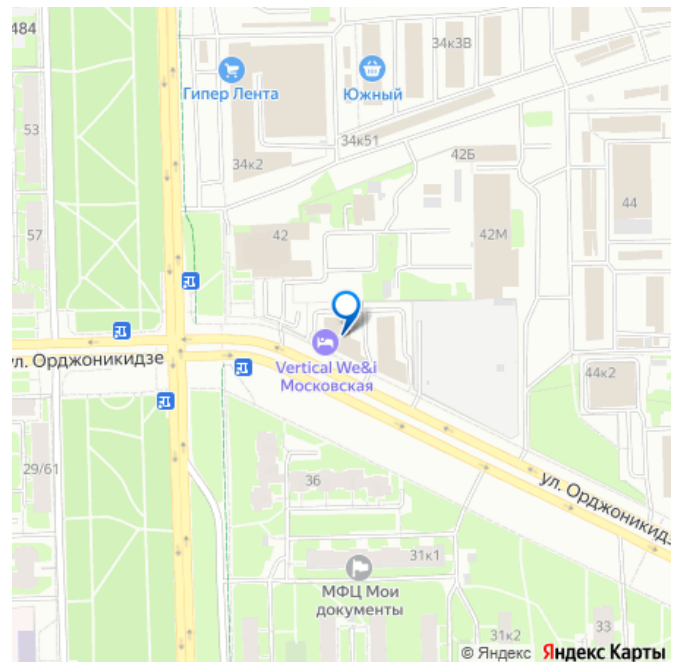 484
34к3В
Гипер Лента
Южный
53
34к51
34к2
42Б
44
57
42
42М
ул. Орджоникидзе
Vertical We&i
Московская
44к2
29/61
36
ул. Орджоникидз
31к1
МФЦ Мои
документы
31к2
33
© Яндекс Яндекс Карты